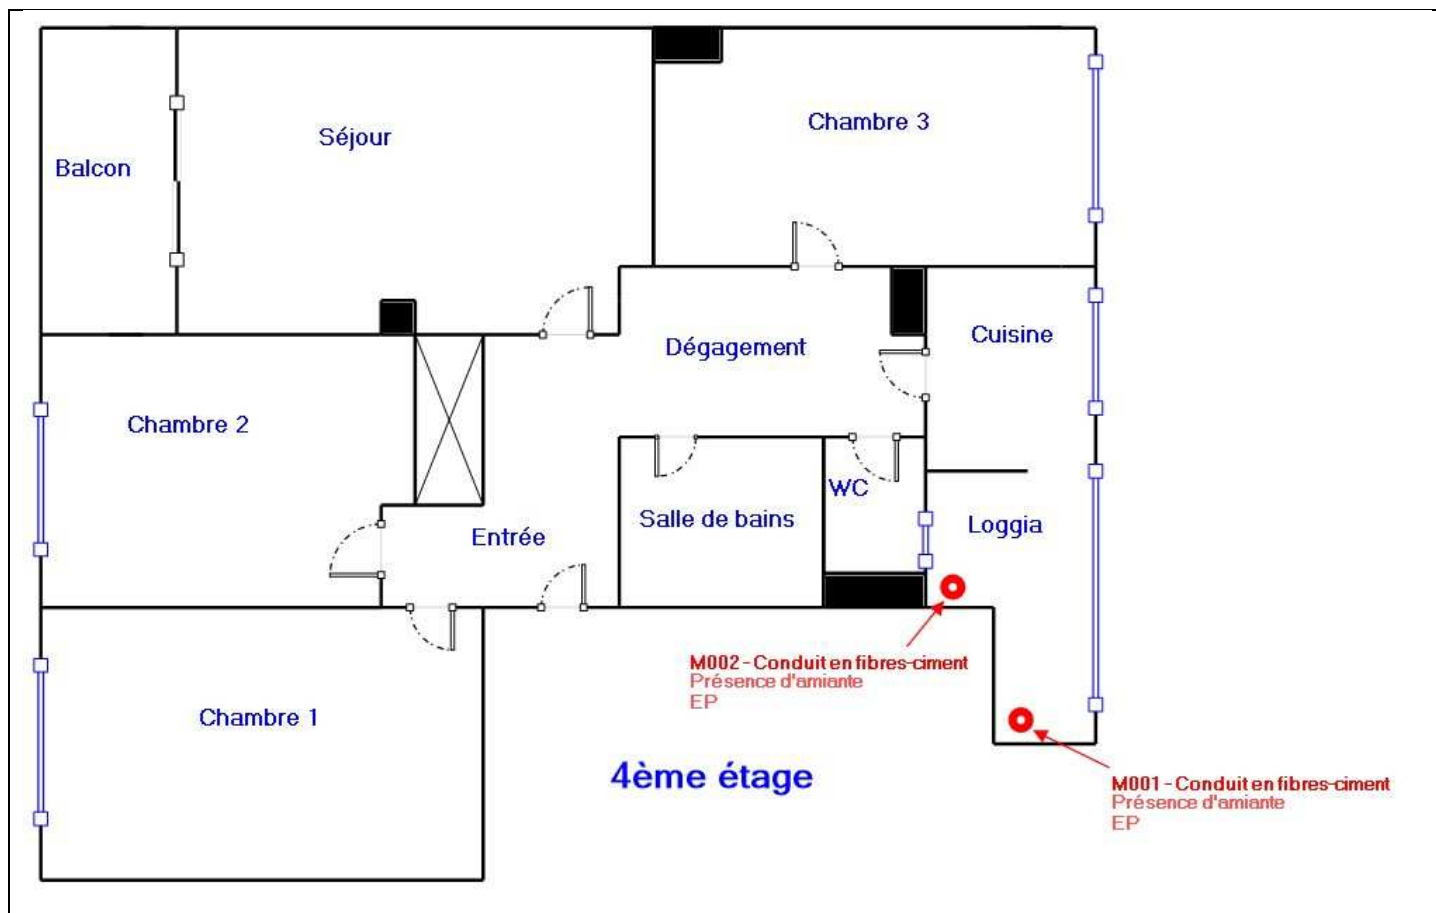 Chambre 3
Séjour
Balcon
Cuisine
Dégagement
Chambre 2
WC
Salle de bains
Loggia
Entrée
M002 - Conduit en fibres-ciment
Présence d'amiante
EP
Chambre 1
4ème étage
M001 - Conduit en fibres-ciment
Présence d'amiante
EP